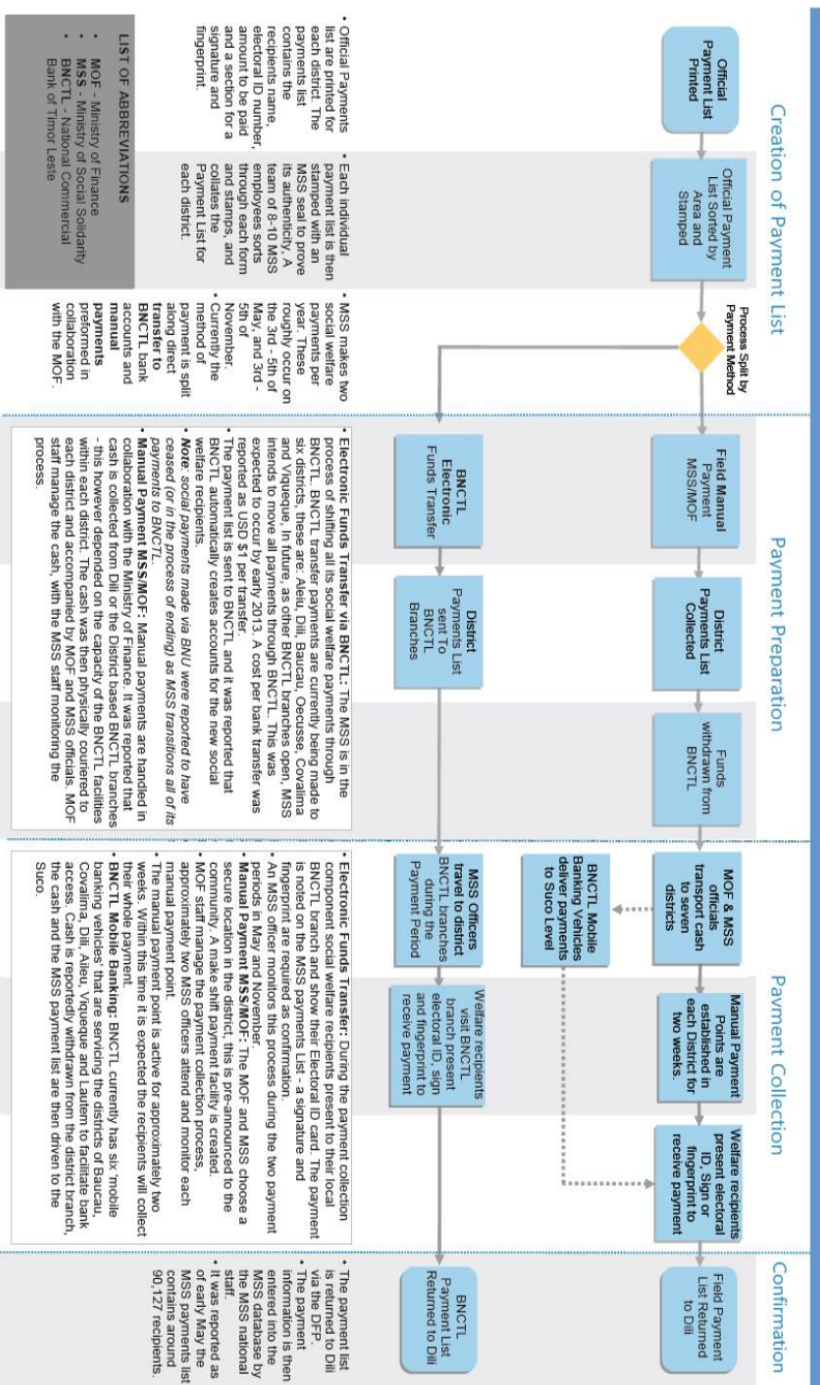 Creation of Payment List
Payment Preparation
Payment Collection
Confirmation
Official
Payment List
Printed
Official Payment
List Sorted by
Area and
Stamped
Process Split by
Payment Method
Field Manual
Payment
MSS/MOF
District
Payments List
Collected
Funds
withdrawn from
BNCTL
MOF & MSS
officials
transport cash
to seven
districts
Manual Payment
Points are
established in
each District for
two weeks.
Welfare recipients
present electoral
ID, Sign or
fingerprint to
receive payment
Field Payment
List Returned
to Dili
BNCTL Mobile
Banking Vehicles
deliver payments
to Suco Level
BNCTL
Electronic
Funds Transfer
District
Payments List
sent To
BNCTL
Branches
MSS Officers
travel to district
BNCTL branches
during the
Payment Period
Welfare recipients
visit BNCTL
branch present
electoral ID, sign
and fingerprint to
receive payment
BNCTL
Payment List
Returned to Dili
• Official Payments
list are printed for
each district. The
payments list
contains the
recipients name,
electoral ID number,
amount to be paid
and a section for a
signature and
fingerprint.
• Each individual
payment list is then
stamped with an
MSS seal to prove
its authenticity, A
team of 8-10 MSS
employees sorts
through each form
and stamps, and
collates the
Payment List for
each district.
• MSS makes two
social welfare
payments per
year. These
roughly occur on
the 3rd - 5th of
May, and 3rd -
5th of
November.
• Currently the
method of
payment is split
along direct
transfer to
BNCTL bank
accounts and
manual
payments
preformed in
collaboration
with the MOF.
LIST OF ABBREVIATIONS
• MOF - Ministry of Finance
• MSS - Ministry of Social Solidarity
• BNCTL - National Commercial
Bank of Timor Leste
• Electronic Funds Transfer via BNCTL: The MSS is in the
process of shifting all its social welfare payments through
BNCTL. BNCTL transfer payments are currently being made to
six districts, these are: Aleiu, Dili, Baucau, Oecusse, Covalima
and Viqueque, In future, as other BNCTL branches open, MSS
intends to move all payments through BNCTL. This was
expected to occur by early 2013. A cost per bank transfer was
reported as USD $1 per transfer.
• The payment list is sent to BNCTL and it was reported that
BNCTL automatically creates accounts for the new social
welfare recipients.
• Note: social payments made via BNU were reported to have
ceased (or in the process of ending) as MSS transitions all of its
payments to BNCTL.
• Manual Payment MSS/MOF: Manual payments are handled in
collaboration with the Ministry of Finance. It was reported that
cash is collected from Dili or the District based BNCTL branches
- this however depended on the capacity of the BNCTL facilities
within each district. The cash was then physically couriered to
each district and accompanied by MOF and MSS officials. MOF
staff manage the cash, with the MSS staff monitoring the
process.
• Electronic Funds Transfer: During the payment collection
component social welfare recipients present to their local
BNCTL branch and show their Electoral ID card. The payment
is noted on the MSS payments List - a signature and
fingerprint are required as confirmation.
• An MSS officer monitors this process during the two payment
periods in May and November.
• Manual Payment MSS/MOF: The MOF and MSS choose a
secure location in the district, this is pre-announced to the
community. A make shift payment facility is created.
• MOF staff manage the payment collection process,
approximately two MSS officers attend and monitor each
manual payment point.
• The manual payment point is active for approximately two
weeks. Within this time it is expected the recipients will collect
their whole payment.
• BNCTL Mobile Banking: BNCTL currently has six 'mobile
banking vehicles' that are servicing the districts of Baucau,
Covalima, Dili, Aileu, Viqueque and Lautem to facilitate bank
access. Cash is reportedly withdrawn from the district branch,
the cash and the MSS payment list are then driven to the
Suco.
• The payment list
is returned to Dili
via the DFP.
• The payment
information is then
entered into the
MSS database by
the MSS national
staff.
• It was reported as
of early May the
MSS payments list
contains around
90,127 recipients.